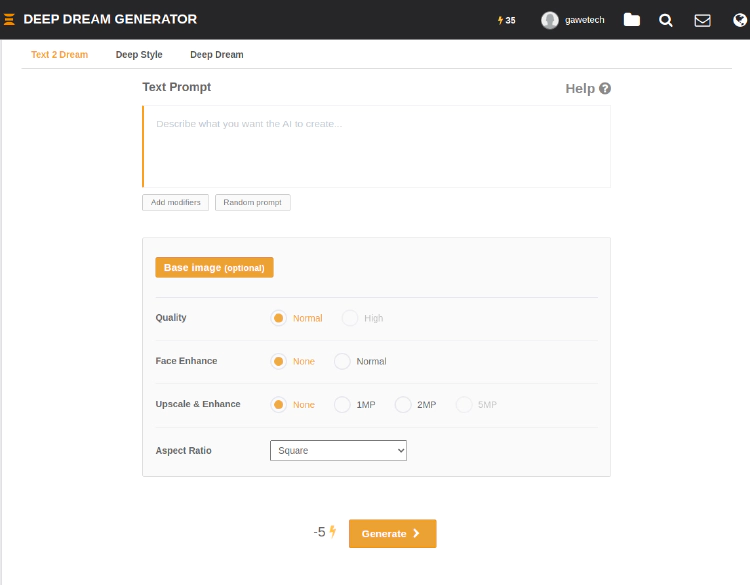 DEEP DREAM GENERATOR 35 gawetech
Text 2 Dream Deep Style Deep Dream
Text Prompt Help
Describe what you want the AI to create...
Add modifiers Random prompt
Base image (optional)
Quality Normal High
Face Enhance None Normal
Upscale & Enhance None 1MP 2MP 5MP
Aspect Ratio Square
-5 Generate